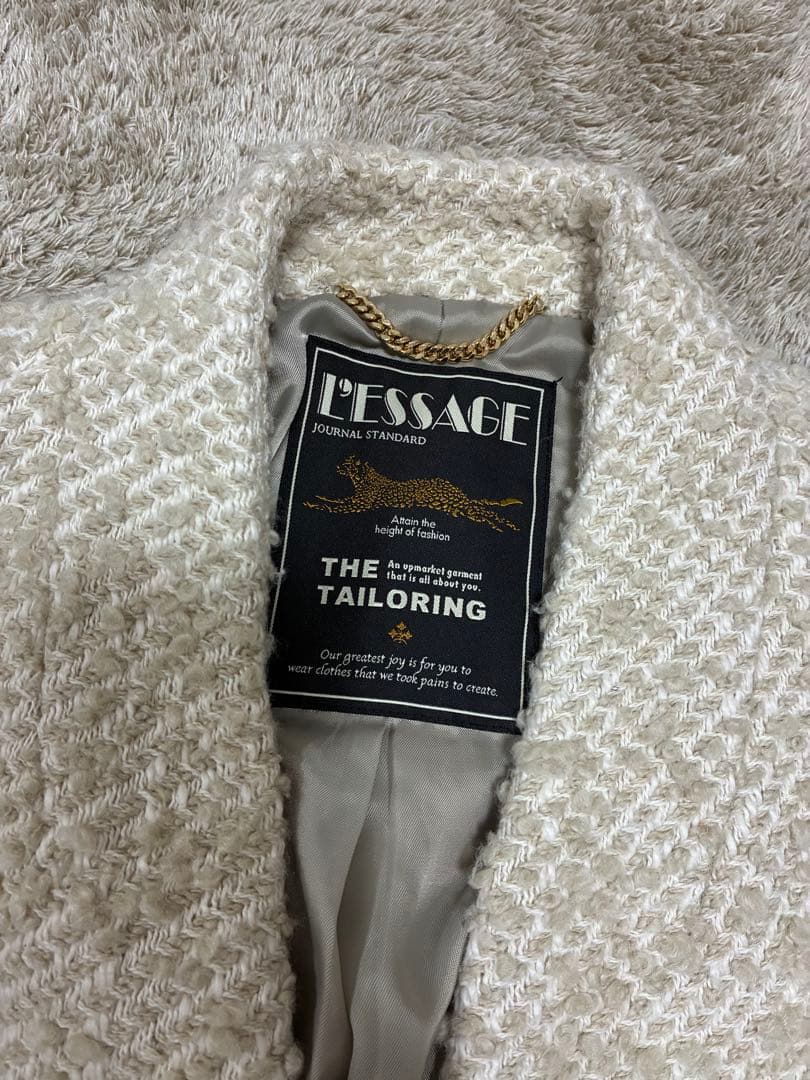 L'ESSAGE
JOURNAL STANDARD
Attain the
height of fashion
THE An upmarket garment
that is all about you.
TAILORING
Our greatest joy is for you to
wear clothes that we took pains to create.